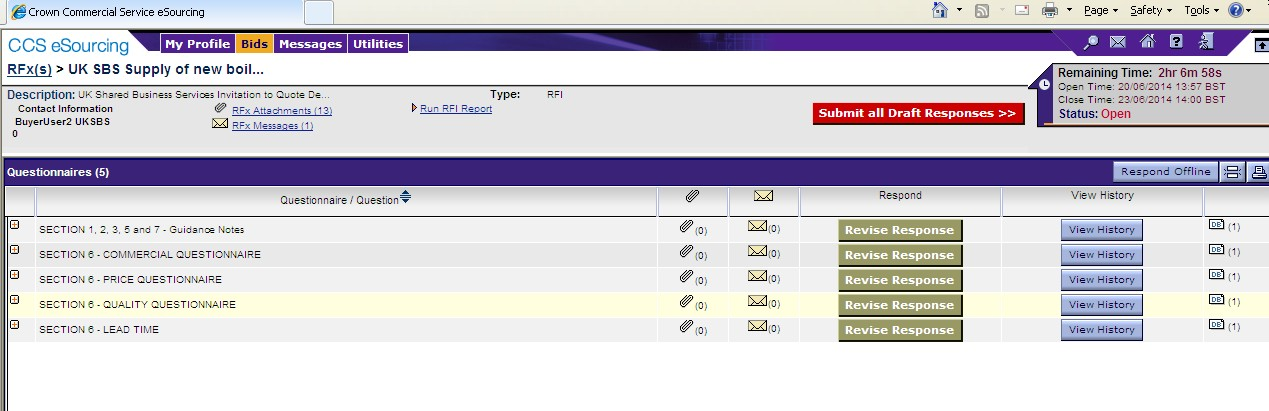 Crown Commercial Service eSourcing
Page Safety Tools
CCS eSourcing My Profile Bids Messages Utilities
RFx(s) > UK SBS Supply of new boil...
Remaining Time: 2hr 6m 58s
Open Time: 20/06/2014 13:57 BST
Close Time: 23/06/2014 14:00 BST
Status: Open
Description: UK Shared Business Services Invitation to Quote De... Type: RFI
Contact Information RFx Attachments (13) Run RFI Report
BuyerUser2 UKSBS RFx Messages (1)
0
Submit all Draft Responses >>
Questionnaires (5) Respond Offline
Questionnaire / Question Respond View History
SECTION 1, 2, 3, 5 and 7 - Guidance Notes (0) (0) Revise Response View History DB (1)
SECTION 6 - COMMERCIAL QUESTIONNAIRE (0) (0) Revise Response View History DB (1)
SECTION 6 - PRICE QUESTIONNAIRE (0) (0) Revise Response View History DB (1)
SECTION 6 - QUALITY QUESTIONNAIRE (0) (0) Revise Response View History DB (1)
SECTION 6 - LEAD TIME (0) (0) Revise Response View History DB (1)